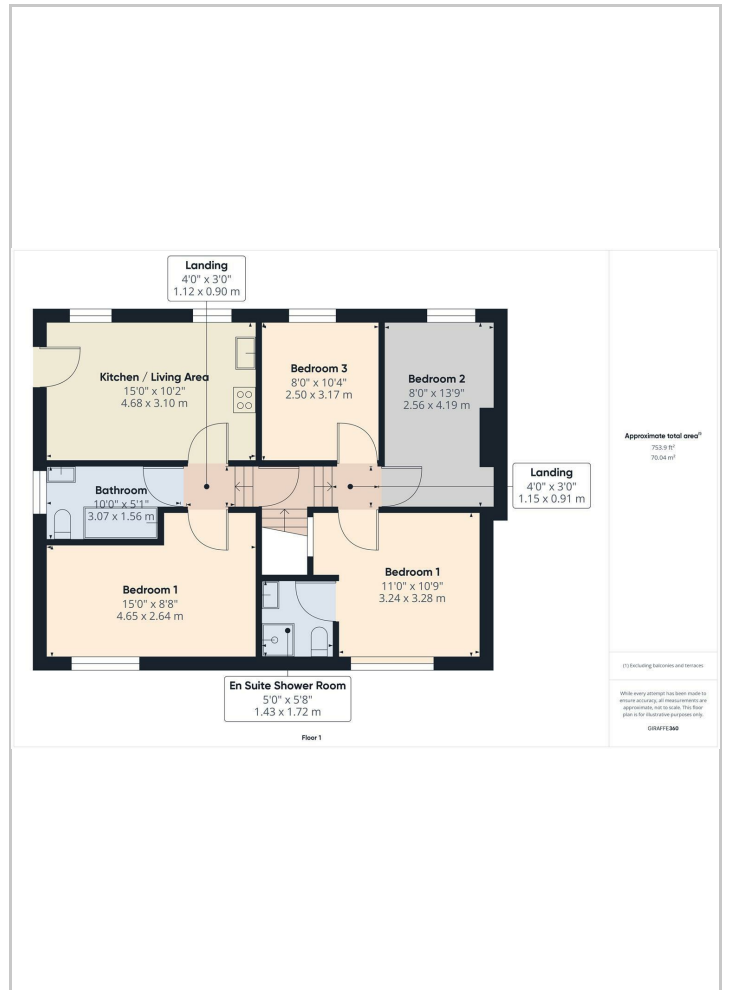 Landing
4'0" x 3'0"
1.12 x 0.90 m
Kitchen / Living Area
15'0" x 10'2"
4.68 x 3.10 m
Bedroom 3
8'0" x 10'4"
2.50 x 3.17 m
Bedroom 2
8'0" x 13'9"
2.56 x 4.19 m
Landing
4'0" x 3'0"
1.15 x 0.91 m
Bathroom
10'0" x 5'1"
3.07 x 1.56 m
Bedroom 1
15'0" x 8'8"
4.65 x 2.64 m
Bedroom 1
11'0" x 10'9"
3.24 x 3.28 m
En Suite Shower Room
5'0" x 5'8"
1.43 x 1.72 m
Floor 1
Approximate total area⁽¹⁾
753.9 ft²
70.04 m²
(1) Excluding balconies and terraces
While every attempt has been made to
ensure accuracy, all measurements are
approximate, not to scale. This floor
plan is for illustrative purposes only.
GIRAFFE360